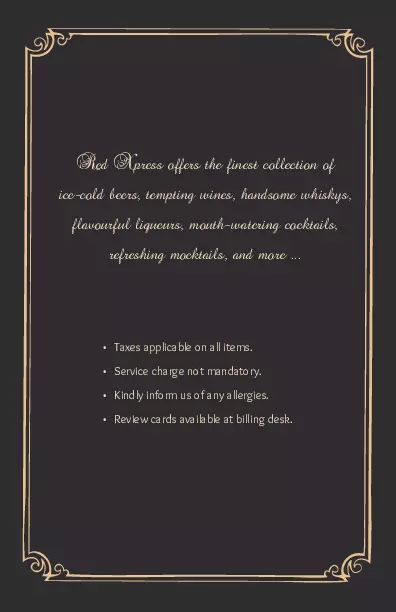 Red Xpress offers the finest collection of
ice-cold beers, tempting wines, handsome whiskys,
flavourful liqueurs, mouth-watering cocktails,
refreshing mocktails, and more ...
• Taxes applicable on all items.
• Service charge not mandatory.
• Kindly inform us of any allergies.
• Review cards available at billing desk.